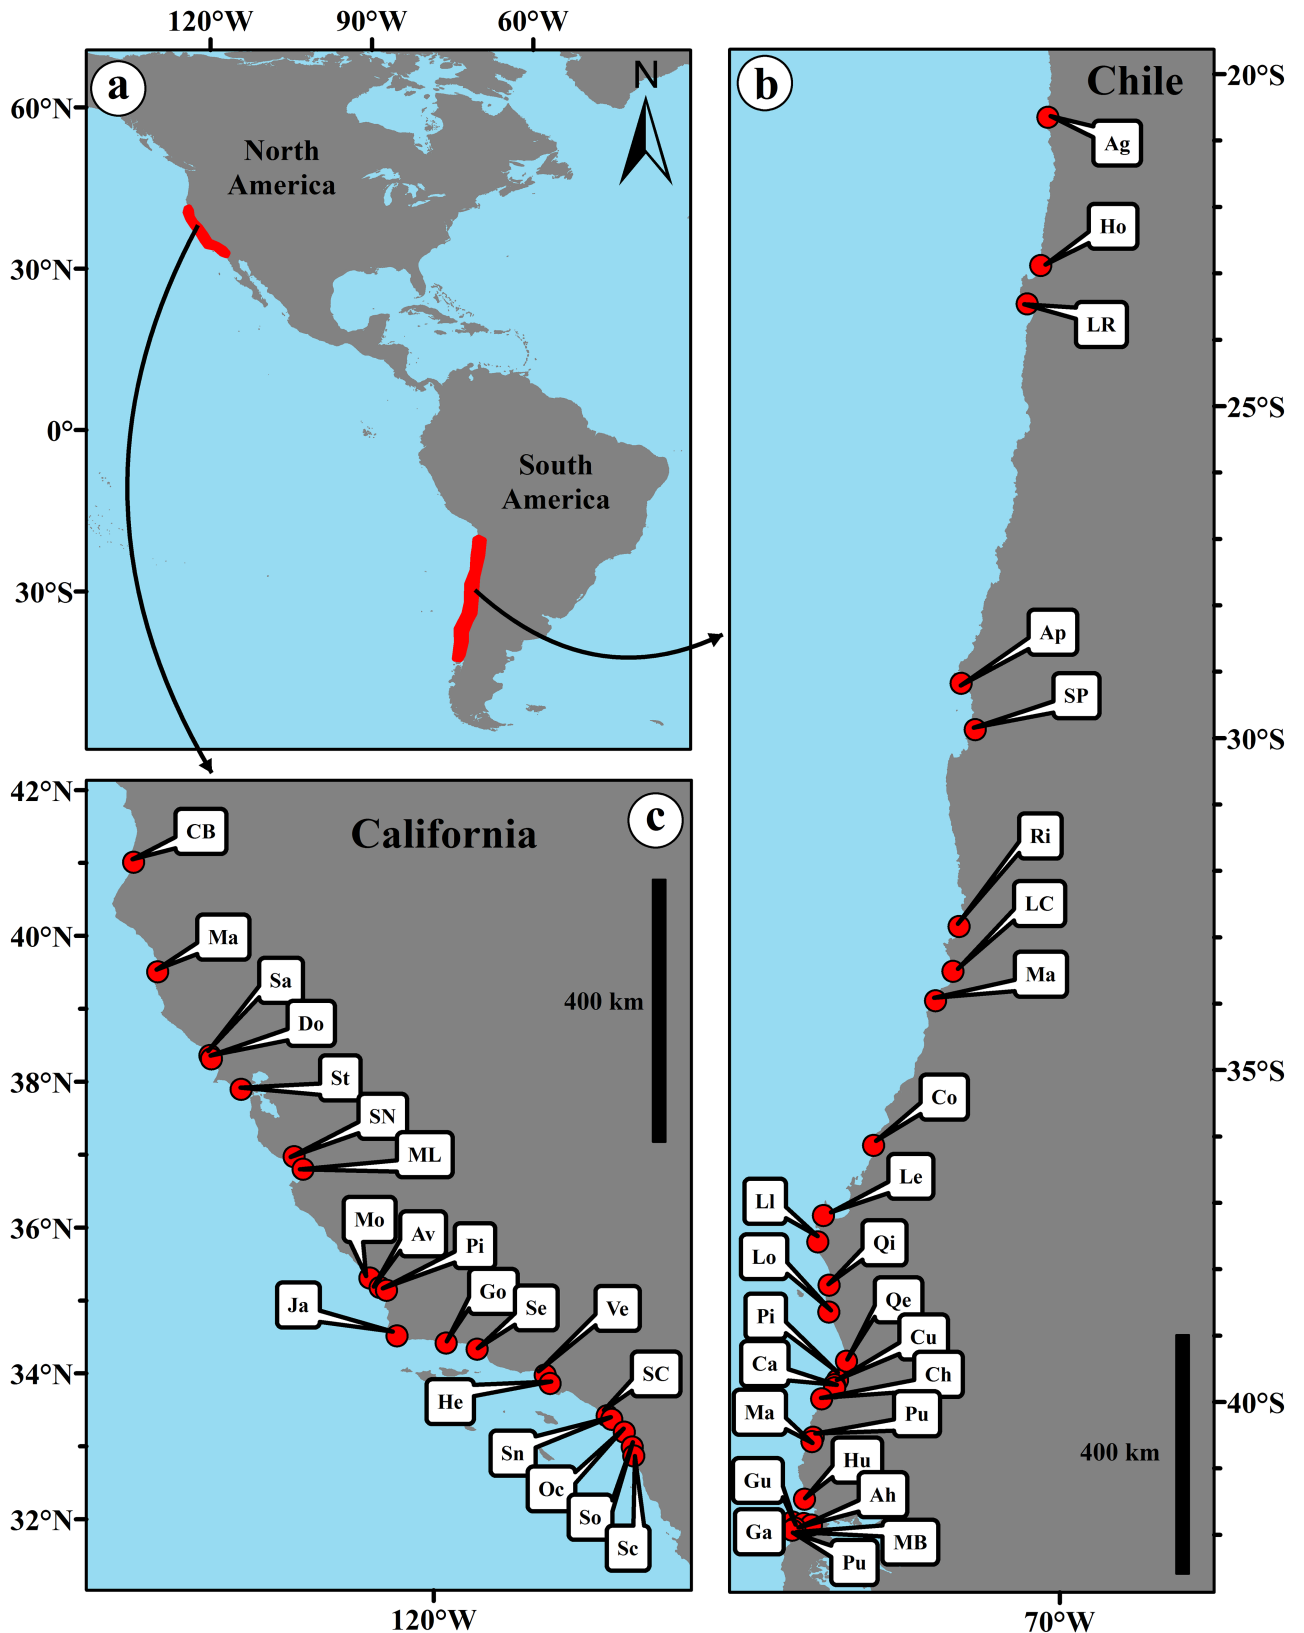 120°W
90°W
60°W
60°N
30°N
0°
30°S
a
N
North
America
South
America
b
Chile
20°S
25°S
30°S
35°S
40°S
70°W
Ag
Ho
LR
Ap
SP
Ri
LC
Ma
Co
Le
Ll
Qi
Lo
Qe
Pi
Cu
Ca
Ch
Ma
Pu
Hu
Gu
Ah
Ga
MB
Pu
400 km
c
California
42°N
40°N
38°N
36°N
34°N
32°N
120°W
CB
Ma
Sa
Do
St
SN
ML
Mo
Av
Pi
Go
Ja
Se
Ve
SC
He
Sn
Oc
So
Sc
400 km